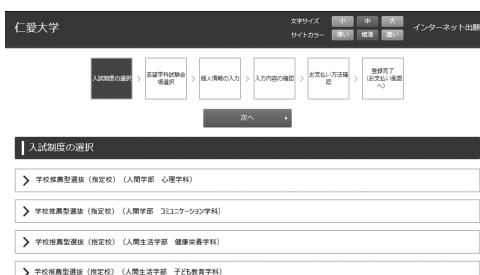 仁愛大学
文字サイズ 小 中 大
サイトカラー 薄い 標準 濃い
インターネット出願
入試制度の選択 > 志望学科試験会場選択 > 個人情報の入力 > 入力内容の確認 > お支払い方法確認 > 登録完了(お支払い画面へ)
次へ
入試制度の選択
学校推薦型選抜(指定校)(人間学部 心理学科)
学校推薦型選抜(指定校)(人間学部 コミュニケーション学科)
学校推薦型選抜(指定校)(人間生活学部 健康栄養学科)
学校推薦型選抜(指定校)(人間生活学部 子ども教育学科)